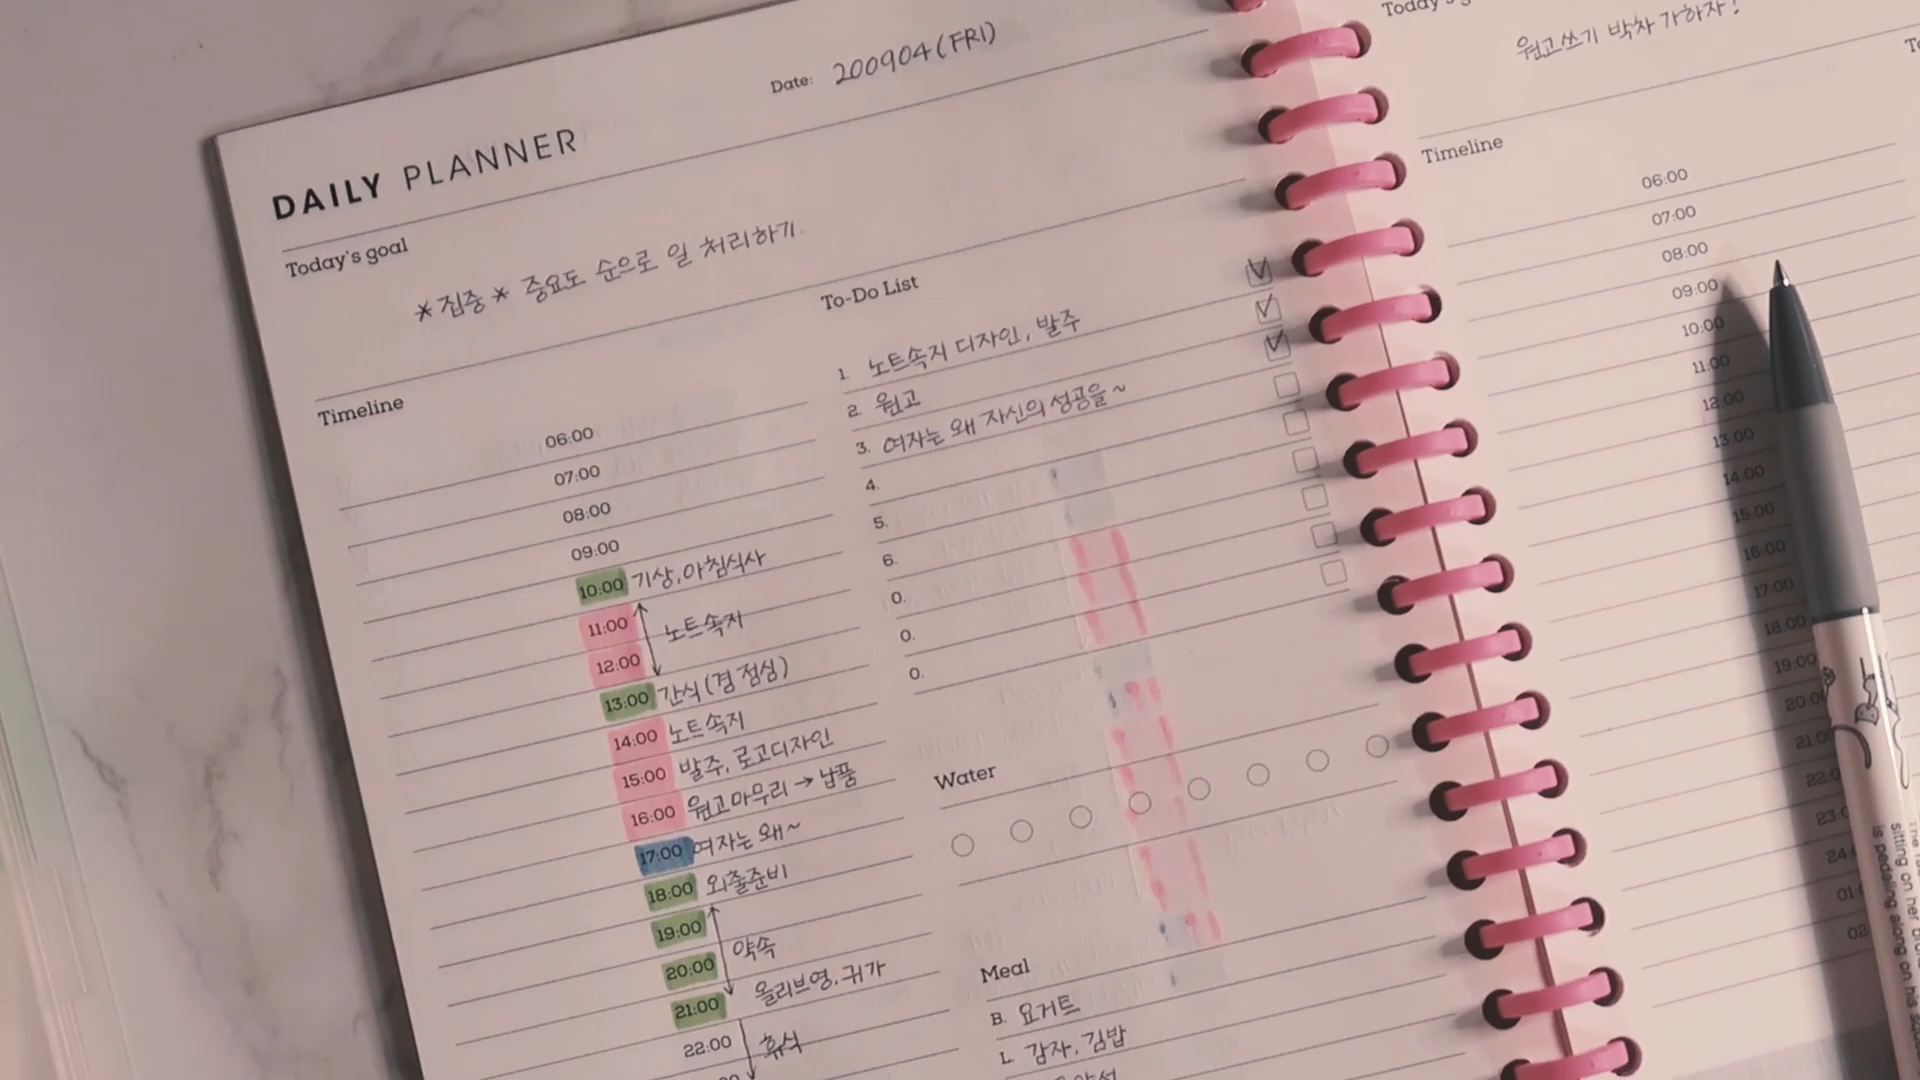 Date: 200904(FRI)
DAILY PLANNER
Today's goal
*집중* 중요도 순으로 일 처리하기.
Timeline
06:00
07:00
08:00
09:00
10:00 기상, 아침식사
11:00
노트속지
12:00
13:00 간식(겸 점심)
14:00 노트속지
15:00 발주, 로고디자인
16:00 원고마무리 → 납품
17:00 여자는 왜~
18:00 외출준비
19:00
약속
20:00
21:00 올리브영, 귀가
22:00 휴식
To-Do List
1. 노트속지 디자인, 발주
2. 원고
3. 여자는 왜 자신의 성공을~
4.
5.
6.
0.
0.
0.
Water
Meal
B. 요거트
L. 감자, 김밥
원고쓰기 박차 가하자!
Timeline
06:00
07:00
08:00
09:00
10:00
11:00
12:00
13:00
14:00
15:00
16:00
17:00
18:00
19:00
sitting on her
is pedaling along on his